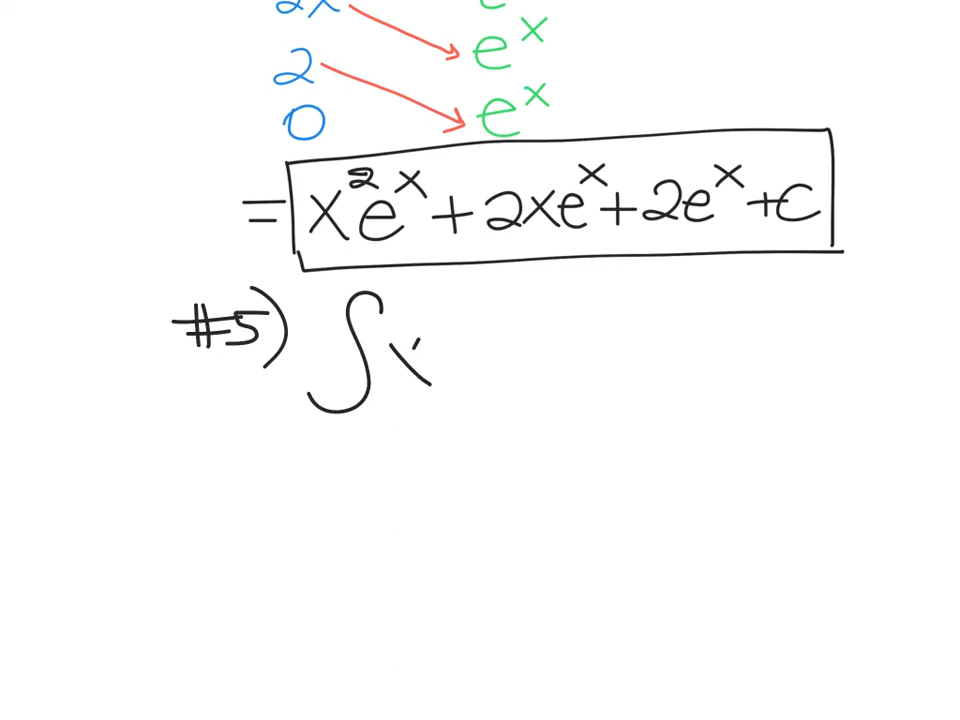 2x e
2 e^x
0 e^x
= x²e^x + 2xe^x + 2e^x + C
#5) ∫x